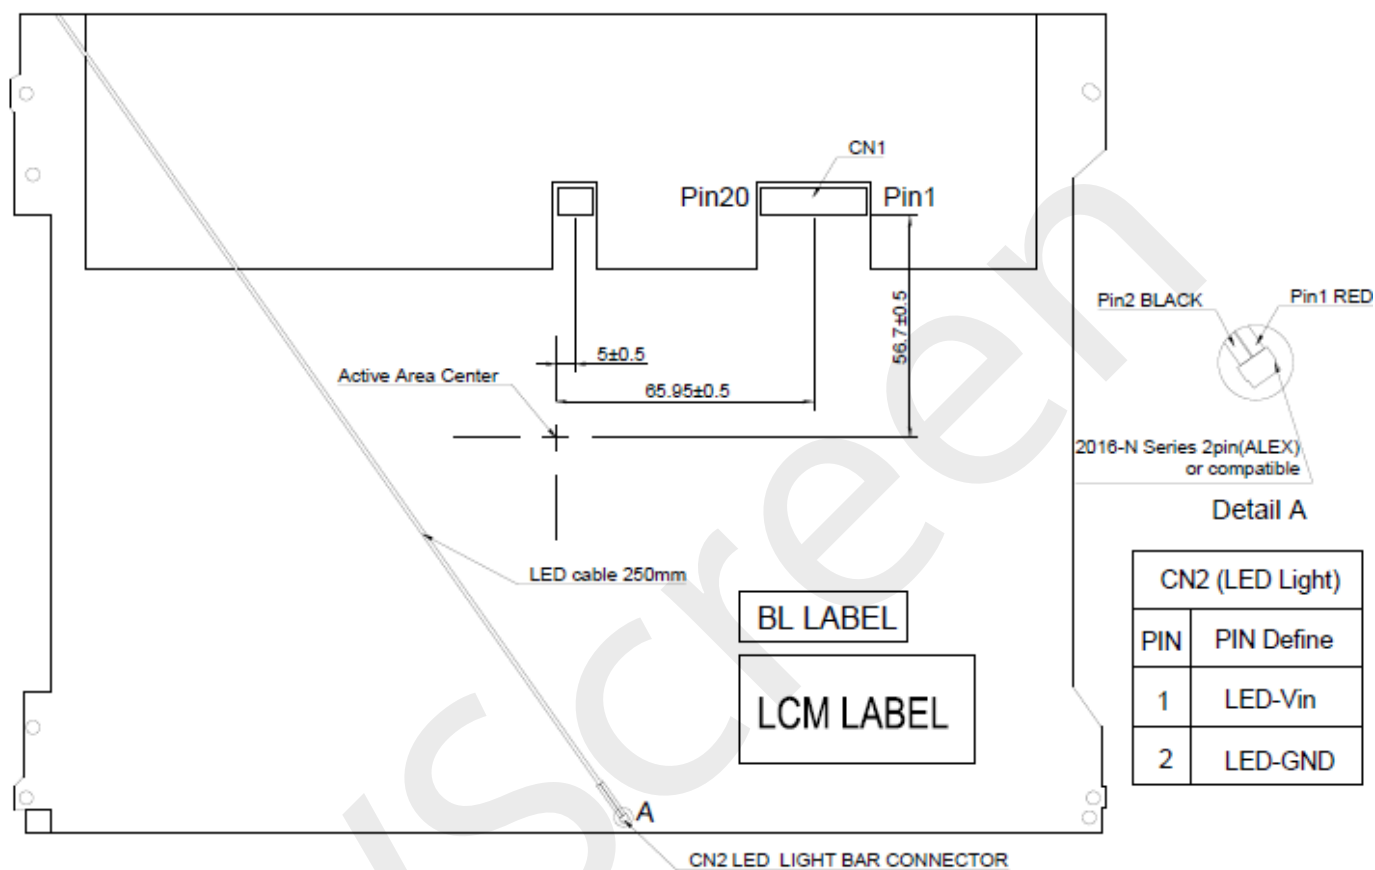 CN1
Pin20
Pin1
56.7±0.5
5±0.5
65.95±0.5
Active Area Center
Pin2 BLACK
Pin1 RED
2016-N Series 2pin(ALEX)
or compatible
Detail A
LED cable 250mm
BL LABEL
LCM LABEL
CN2 (LED Light)
PIN PIN Define
1 LED-Vin
2 LED-GND
A
CN2 LED LIGHT BAR CONNECTOR